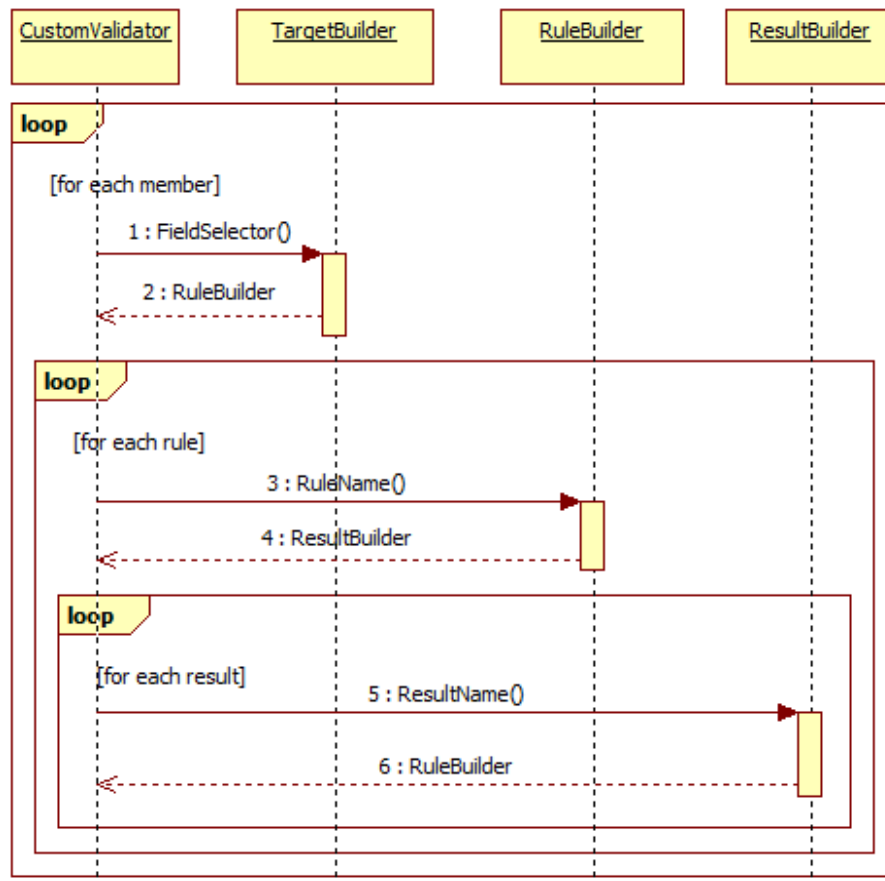 CustomValidator
TargetBuilder
RuleBuilder
ResultBuilder
loop
[for each member]
1 : FieldSelector()
2 : RuleBuilder
loop
[for each rule]
3 : RuleName()
4 : ResultBuilder
loop
[for each result]
5 : ResultName()
6 : RuleBuilder